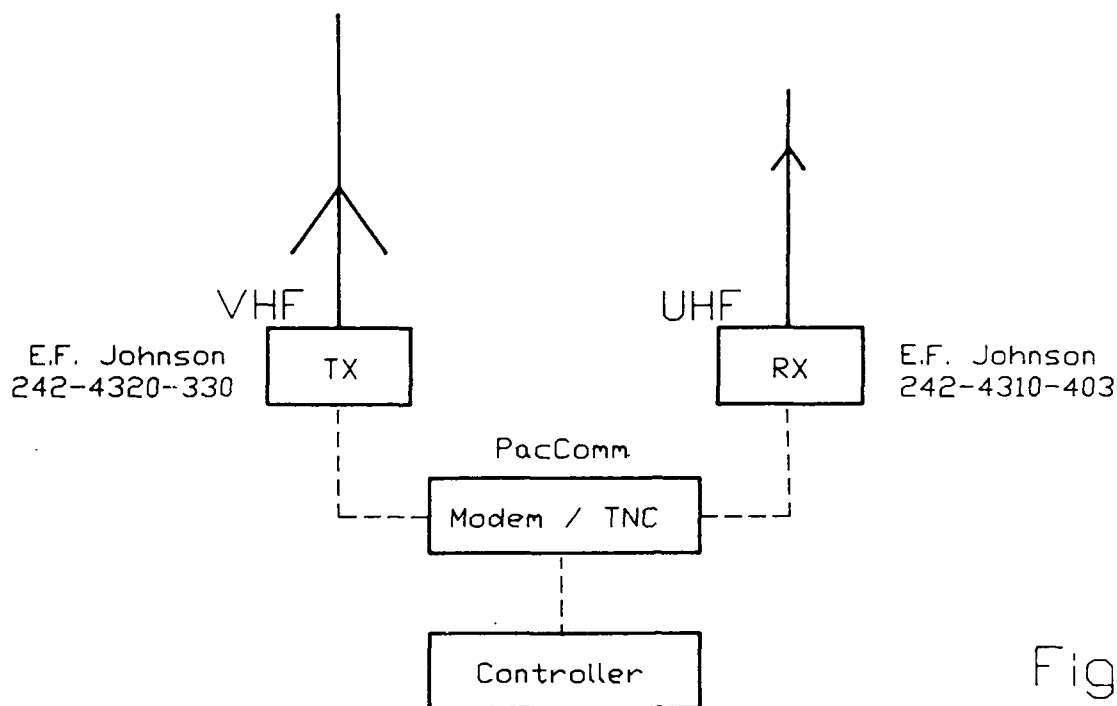 VHF
UHF
E.F. Johnson
242-4320-330
TX
RX
E.F. Johnson
242-4310-403
PacComm
Modem / TNC
Controller
Fig